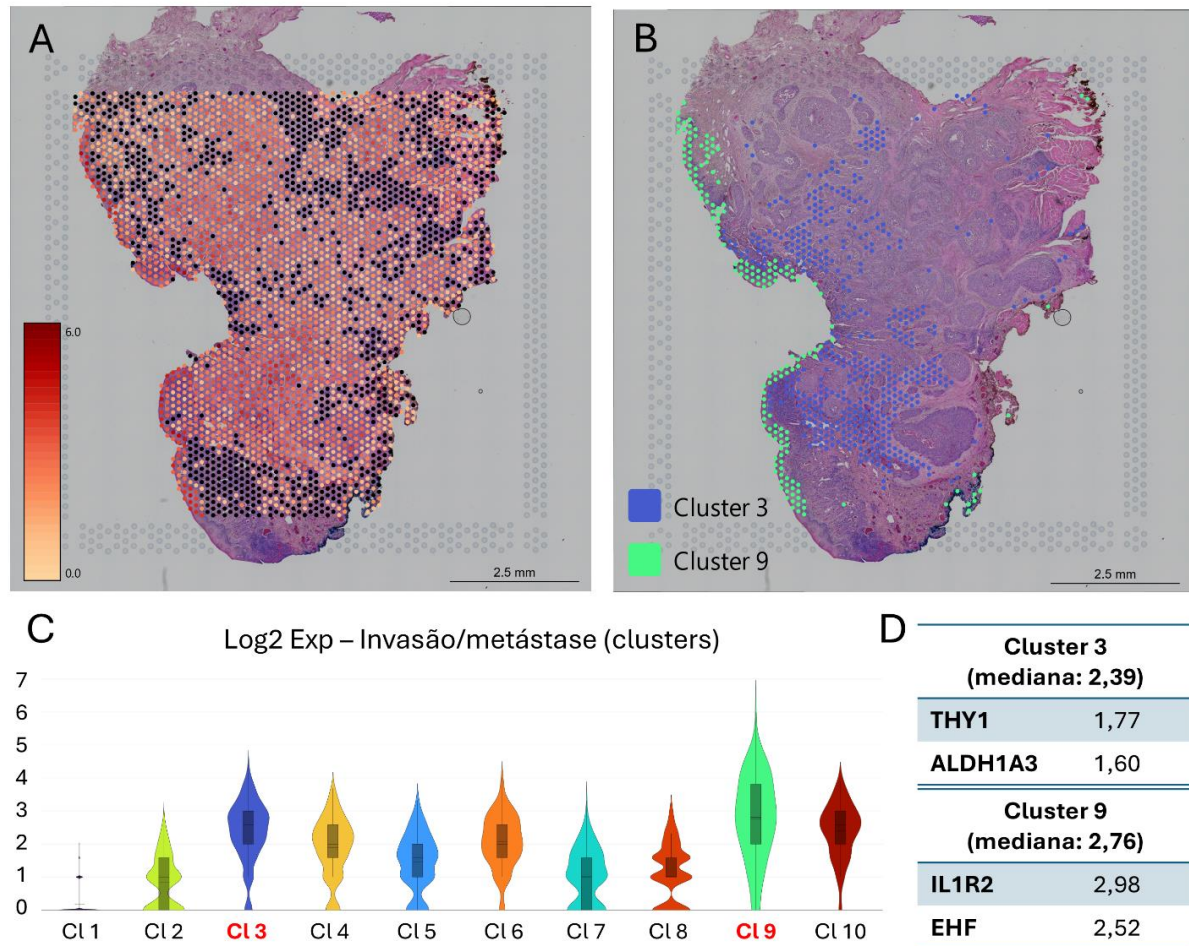 A
6.0
0.0
2.5 mm
B
Cluster 3
Cluster 9
2.5 mm
C
Log2 Exp – Invasão/metástase (clusters)
7
6
5
4
3
2
1
0
Cl 1 Cl 2 Cl 3 Cl 4 Cl 5 Cl 6 Cl 7 Cl 8 Cl 9 Cl 10
D
Cluster 3
(mediana: 2,39)
THY1 1,77
ALDH1A3 1,60
Cluster 9
(mediana: 2,76)
IL1R2 2,98
EHF 2,52